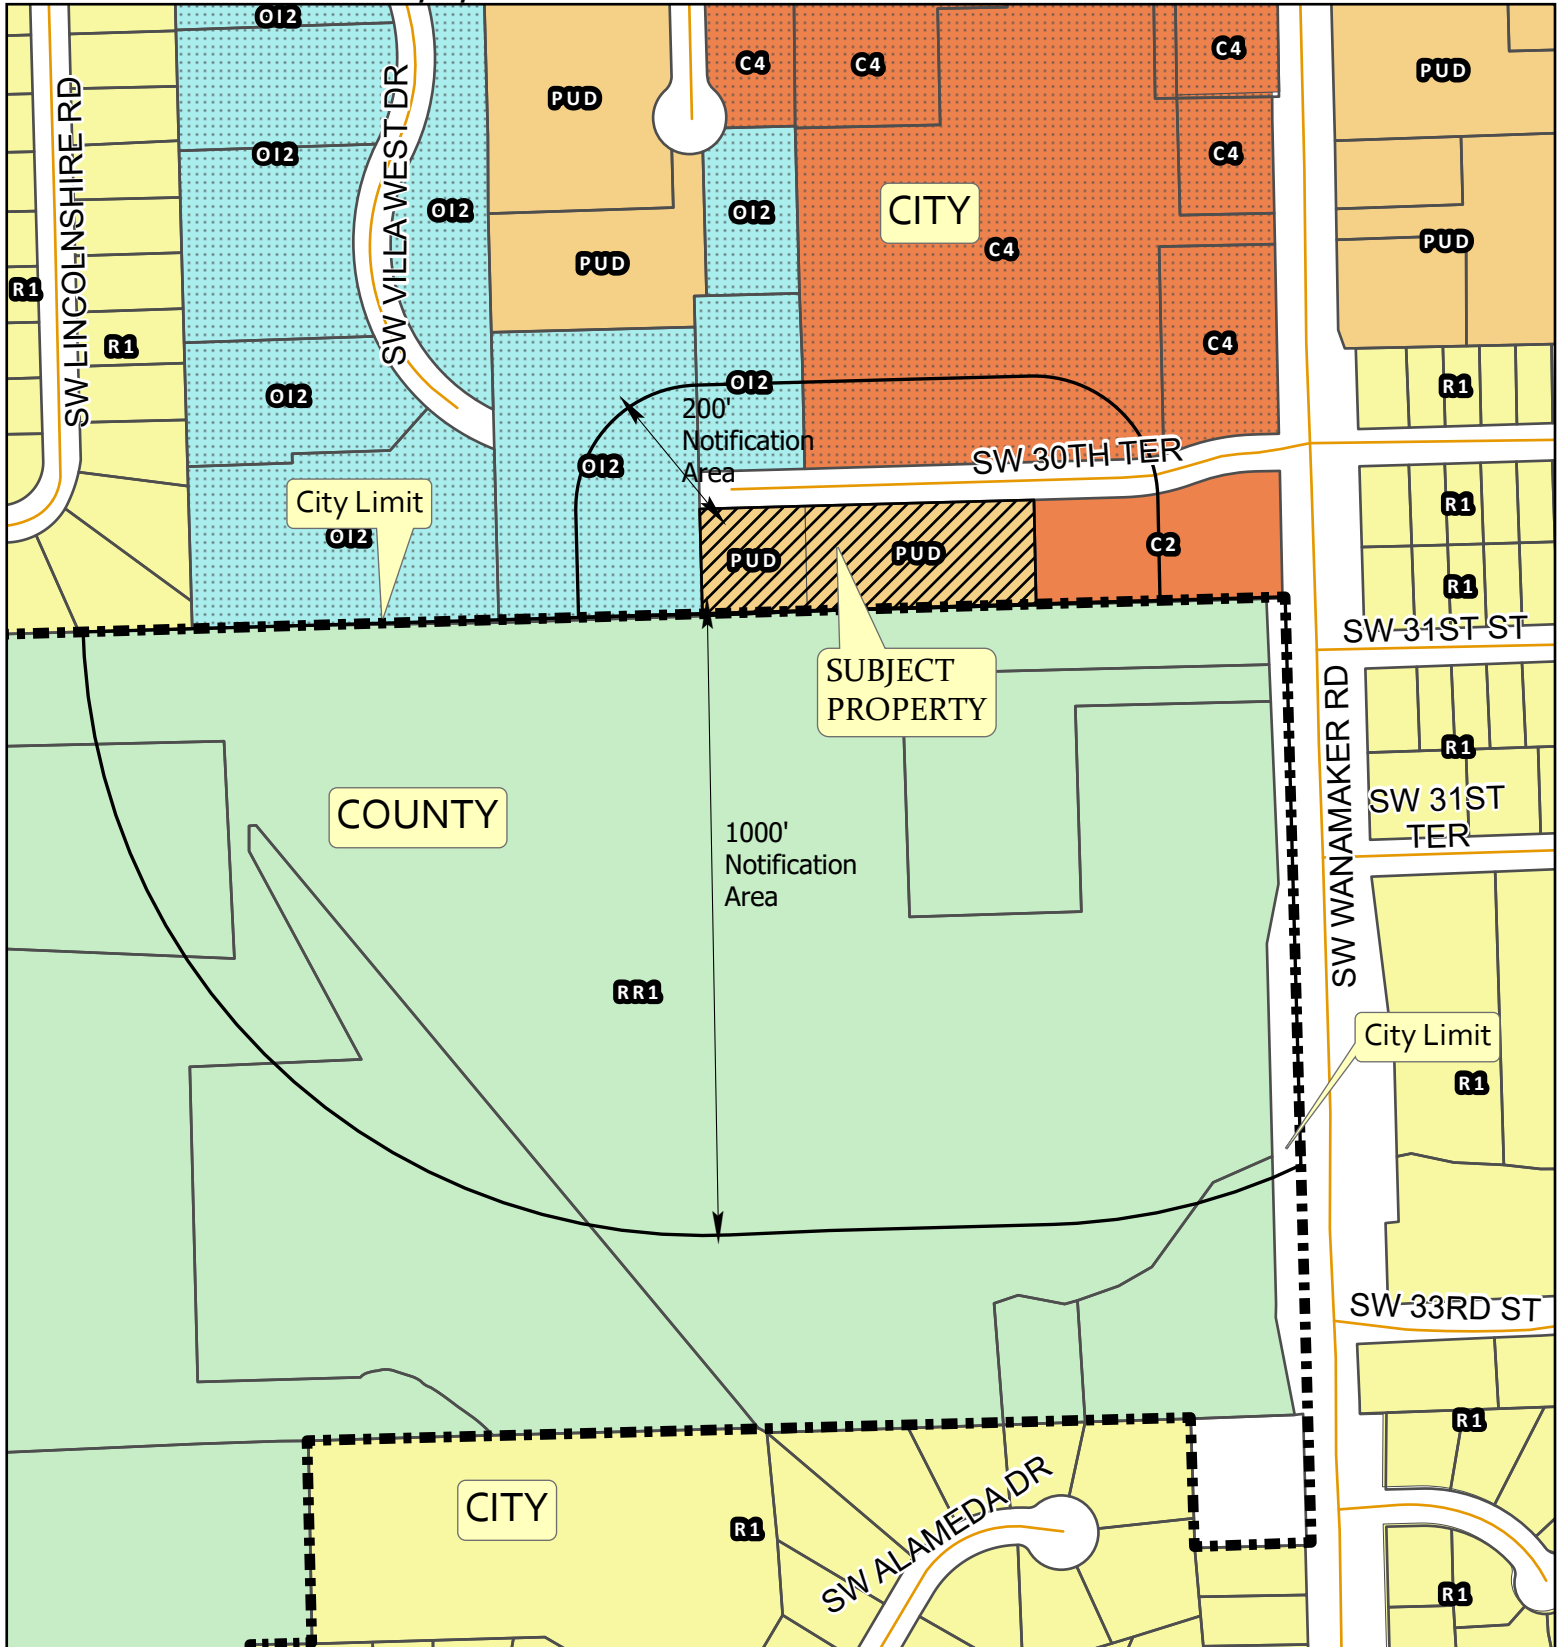 OI2
C4
C4
C4
PUD
PUD
SW LINCOLNSHIRE RD
SW VILLA WEST DR
OI2
C4
OI2
OI2
CITY
PUD
C4
PUD
R1
R1
C4
OI2
OI2
R1
200'
Notification
Area
SW 30TH TER
OI2
City Limit
OI2
R1
PUD
PUD
C2
R1
SW 31ST ST
SUBJECT
PROPERTY
SW WANAMAKER RD
R1
COUNTY
SW 31ST
TER
1000'
Notification
Area
RR1
City Limit
R1
SW 33RD ST
R1
CITY
R1
SW ALAMEDA DR
R1